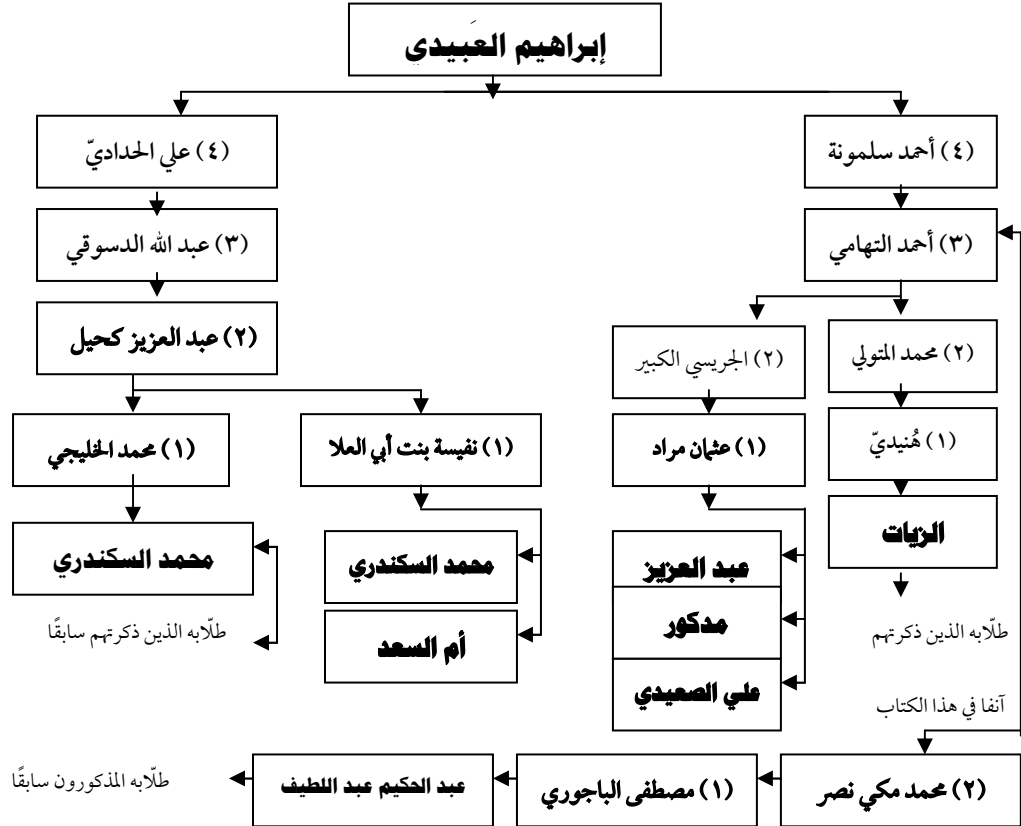 إبراهيم العَبيدي
(٤) أحمد سلمونة
(٤) علي الحداديّ
(٣) أحمد التهامي
(٣) عبد الله الدسوقي
(٢) محمد المتولي
(٢) الجريسي الكبير
(٢) عبد العزيز كحيل
(١) هُنيديّ
(١) عثمان مراد
(١) نفيسة بنت أبي العلا
(١) محمد الخليجي
الزيات
عبد العزيز
محمد السكندري
محمد السكندري
طلّابه الذين ذكرتهم
مدكور
أم السعد
طلّابه الذين ذكرتهم سابقًا
علي الصعيدي
آنفا في هذا الكتاب
(٢) محمد مكي نصر
(١) مصطفى الباجوري
عبد الحكيم عبد اللطيف
طلّابه المذكورون سابقًا